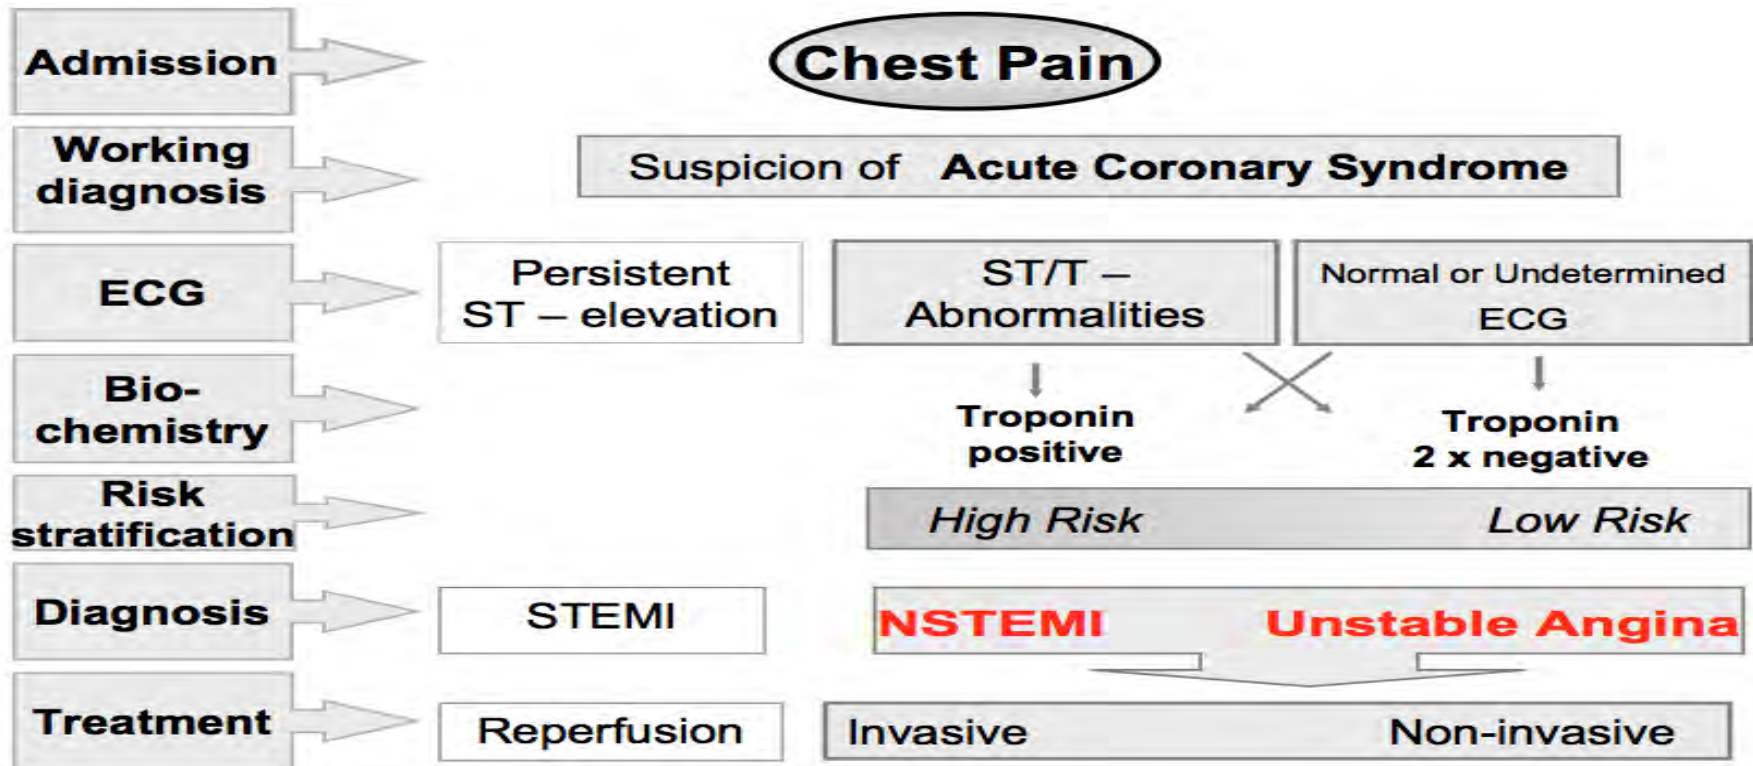 Admission
Chest Pain
Working
diagnosis
Suspicion of Acute Coronary Syndrome
ECG
Persistent
ST – elevation
ST/T –
Abnormalities
Normal or Undetermined
ECG
Bio-
chemistry
Troponin
positive
Troponin
2 x negative
Risk
stratification
High Risk
Low Risk
Diagnosis
STEMI
NSTEMI
Unstable Angina
Treatment
Reperfusion
Invasive
Non-invasive